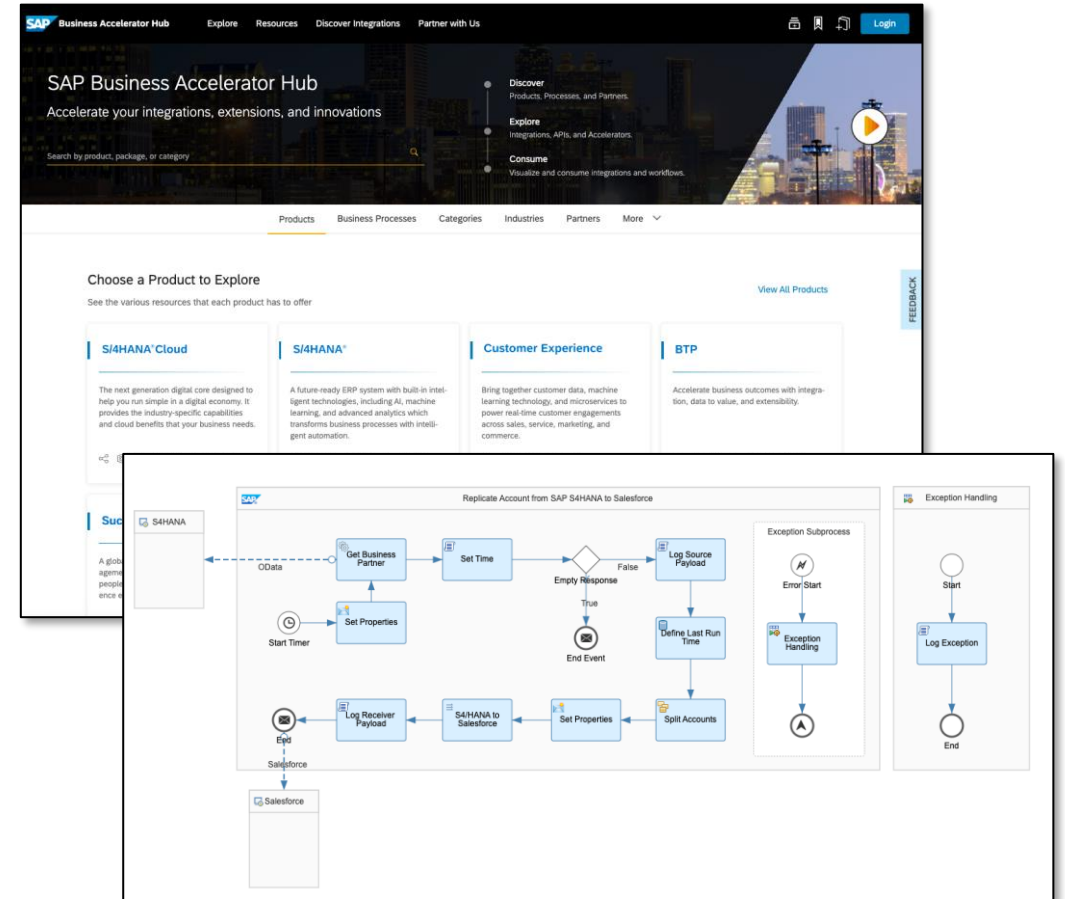 SAP Business Accelerator Hub Explore Resources Discover Integrations Partner with Us Login
SAP Business Accelerator Hub
Accelerate your integrations, extensions, and innovations
Search by product, package, or category
Discover
Products, Processes, and Partners.
Explore
Integrations, APIs, and Accelerators.
Consume
Visualize and consume integrations and workflows.
Products Business Processes Categories Industries Partners More
Choose a Product to Explore
See the various resources that each product has to offer
View All Products
FEEDBACK
S/4HANA Cloud
The next generation digital core designed to
help you run simple in a digital economy. It
provides the industry-specific capabilities
and cloud benefits that your business needs.
S/4HANA
A future-ready ERP system with built-in intel-
ligent technologies, including AI, machine
learning, and advanced analytics which
transforms business processes with intelli-
gent automation.
Customer Experience
Bring together customer data, machine
learning technology, and microservices to
power real-time customer engagements
across sales, service, marketing, and
commerce.
BTP
Accelerate business outcomes with integra-
tion, data to value, and extensibility.
Suc
A globa
ageme
people
ence e
SAP
Replicate Account from SAP S4HANA to Salesforce
S4HANA
OData
Get Business
Partner
Set Time
Empty Response
False
True
Log Source
Payload
Start Timer
Set Properties
End Event
Define Last Run
Time
End
Log Receiver
Payload
S4/HANA to
Salesforce
Set Properties
Split Accounts
Salesforce
Salesforce
Exception Subprocess
Error Start
Exception
Handling
Exception Handling
Start
Log Exception
End